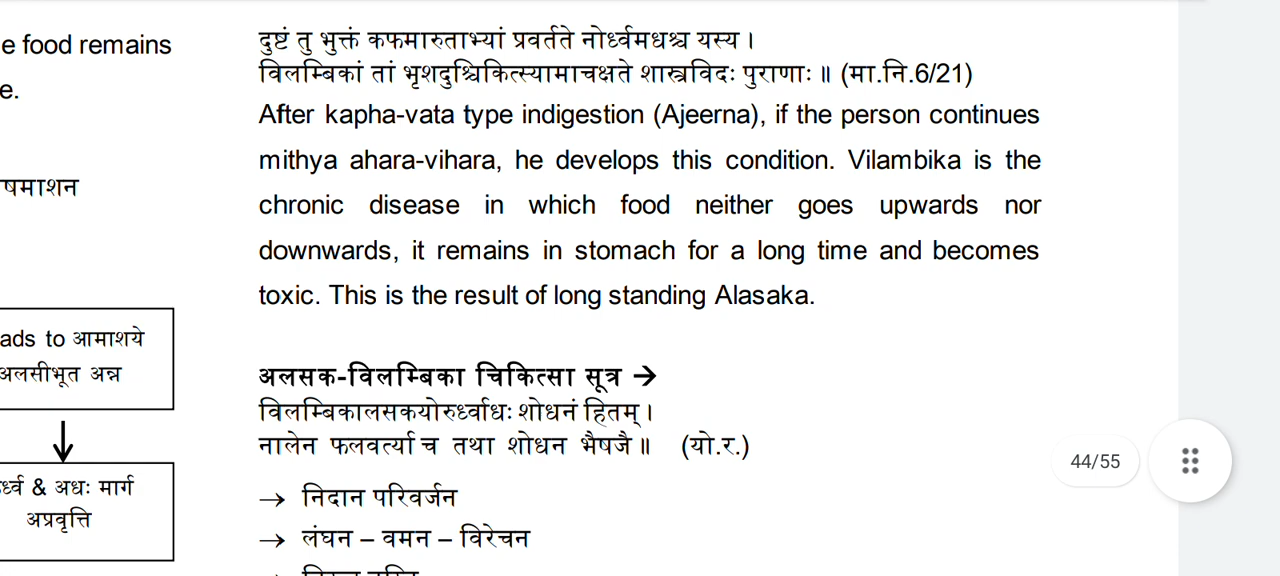 e food remains
e.
षमाशन
ads to आमाशये
अलसीभूत अन्न
र्ध्व & अधः मार्ग
अप्रवृत्ति
दुष्टं तु भुक्तं कफमारुताभ्यां प्रवर्तते नोर्ध्वमधश्च यस्य ।
विलम्बिकां तां भृशदुश्चिकित्स्यामाचक्षते शास्त्रविदः पुराणाः ॥ (मा.नि.6/21)
After kapha-vata type indigestion (Ajeerna), if the person continues
mithya ahara-vihara, he develops this condition. Vilambika is the
chronic disease in which food neither goes upwards nor
downwards, it remains in stomach for a long time and becomes
toxic. This is the result of long standing Alasaka.
अलसक-विलम्बिका चिकित्सा सूत्र →
विलम्बिकालसकयोरुर्ध्वाधः शोधनं हितम् ।
नालेन फलवर्त्या च तथा शोधन भैषजै ॥ (यो.र.)
→ निदान परिवर्जन
→ लंघन – वमन – विरेचन
44/55